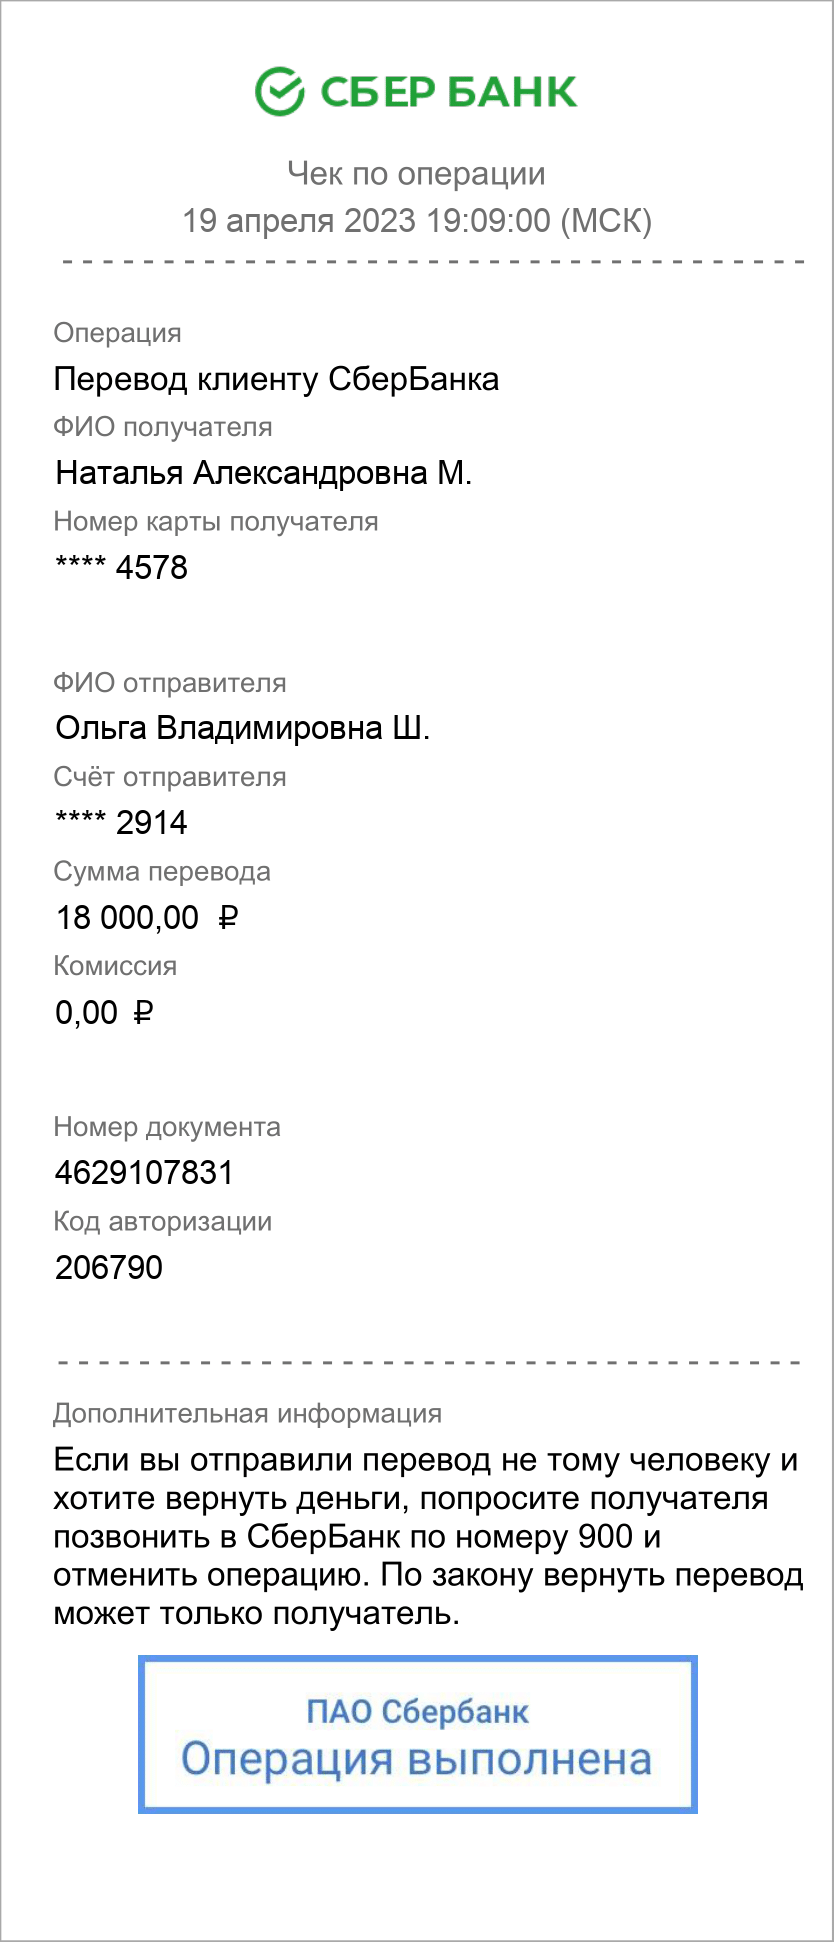 СБЕР БАНК
Чек по операции
19 апреля 2023 19:09:00 (МСК)
Операция
Перевод клиенту СберБанка
ФИО получателя
Наталья Александровна М.
Номер карты получателя
**** 4578
ФИО отправителя
Ольга Владимировна Ш.
Счёт отправителя
**** 2914
Сумма перевода
18 000,00 ₽
Комиссия
0,00 ₽
Номер документа
4629107831
Код авторизации
206790
Дополнительная информация
Если вы отправили перевод не тому человеку и
хотите вернуть деньги, попросите получателя
позвонить в СберБанк по номеру 900 и
отменить операцию. По закону вернуть перевод
может только получатель.
ПАО Сбербанк
Операция выполнена